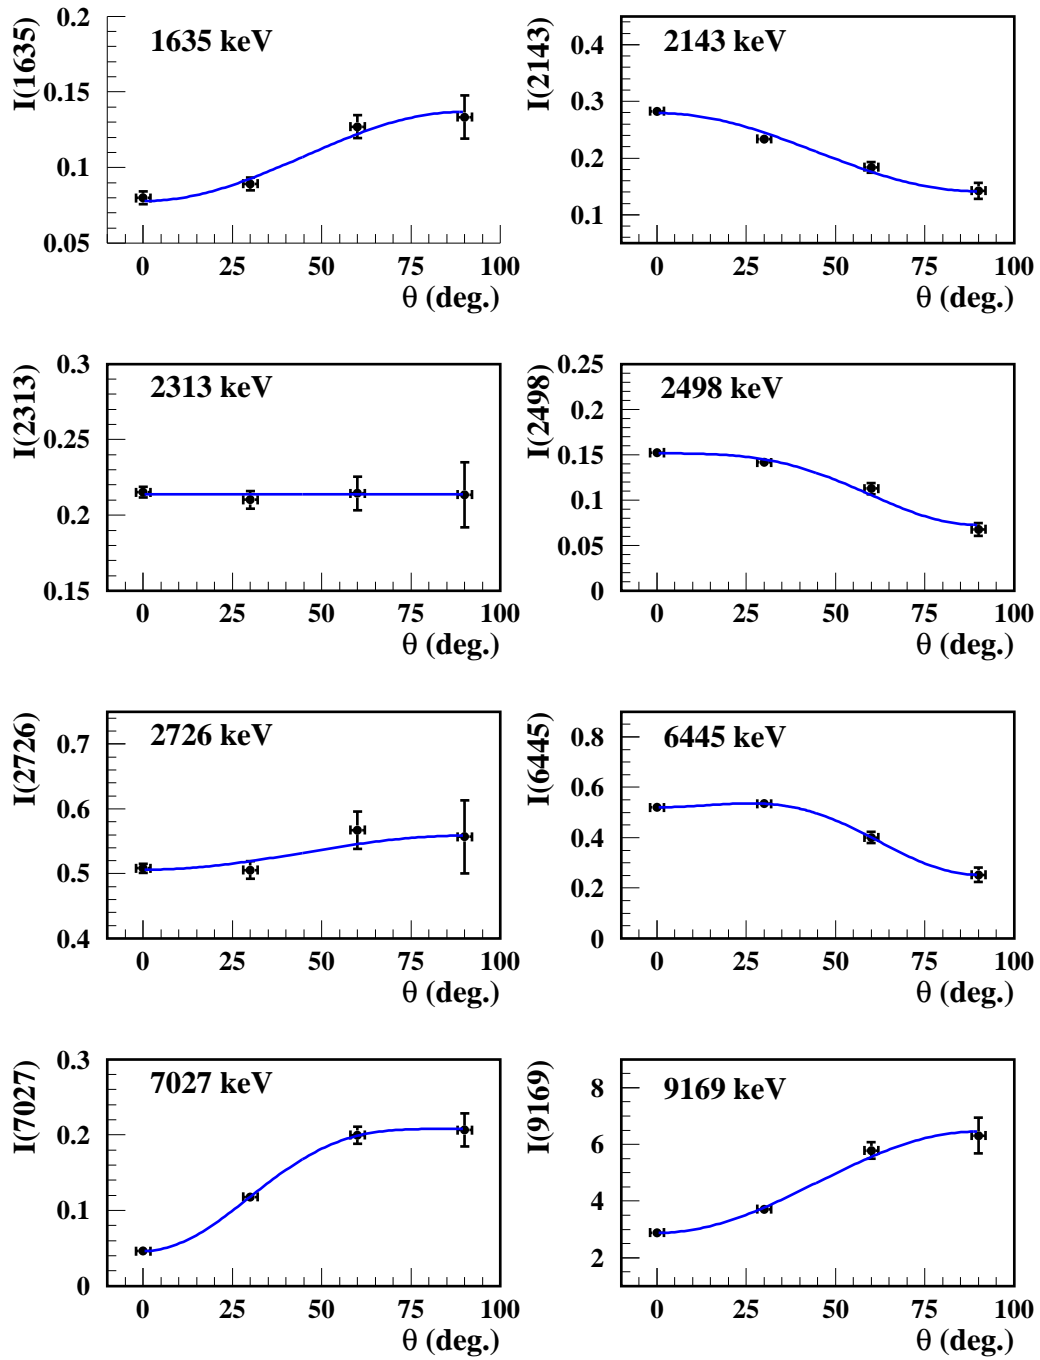 I(1635)
0.2
0.15
0.1
0.05
1635 keV
0 25 50 75 100
θ (deg.)
I(2143)
0.4
0.3
0.2
0.1
2143 keV
0 25 50 75 100
θ (deg.)
I(2313)
0.3
0.25
0.2
0.15
2313 keV
0 25 50 75 100
θ (deg.)
I(2498)
0.25
0.2
0.15
0.1
0.05
0
2498 keV
0 25 50 75 100
θ (deg.)
I(2726)
0.7
0.6
0.5
0.4
2726 keV
0 25 50 75 100
θ (deg.)
I(6445)
0.8
0.6
0.4
0.2
0
6445 keV
0 25 50 75 100
θ (deg.)
I(7027)
0.3
0.2
0.1
0
7027 keV
0 25 50 75 100
θ (deg.)
I(9169)
8
6
4
2
9169 keV
0 25 50 75 100
θ (deg.)